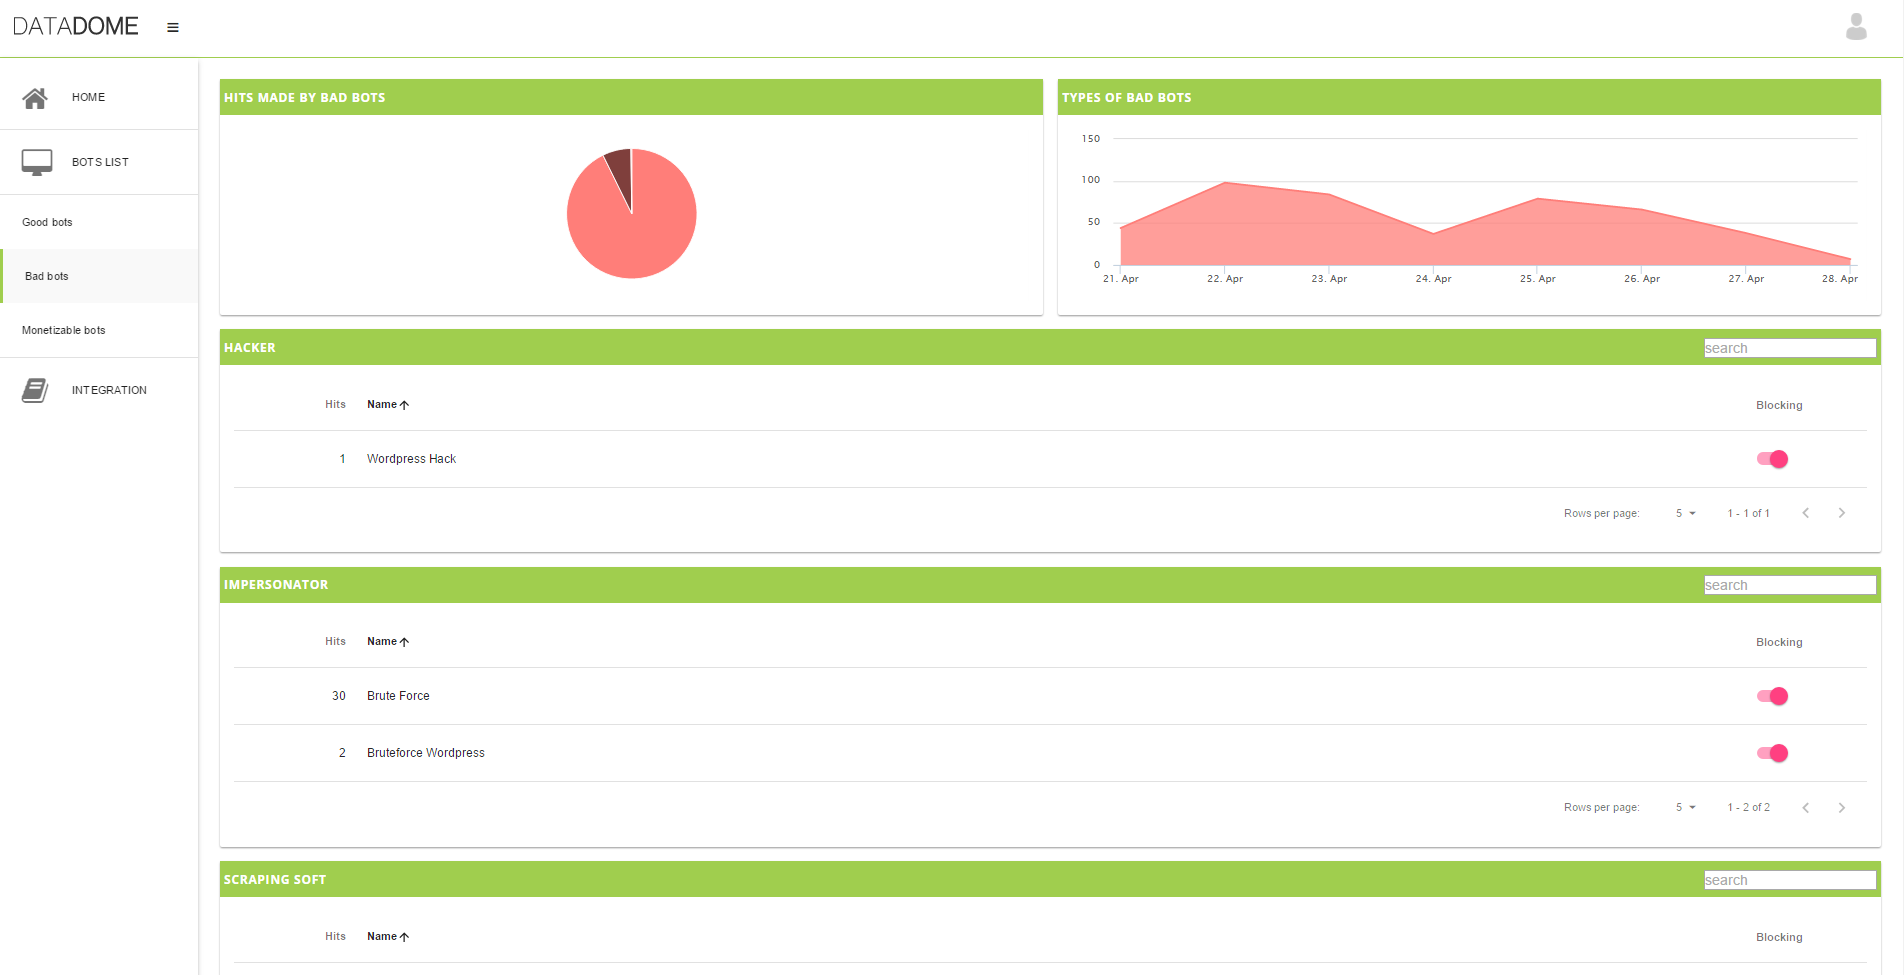 DATADOME
HOME
BOTS LIST
Good bots
Bad bots
Monetizable bots
INTEGRATION
HITS MADE BY BAD BOTS
TYPES OF BAD BOTS
150
100
50
0
21. Apr 22. Apr 23. Apr 24. Apr 25. Apr 26. Apr 27. Apr 28. Apr
HACKER search
Hits Name Blocking
1 Wordpress Hack
Rows per page: 5 1 - 1 of 1
IMPERSONATOR search
Hits Name Blocking
30 Brute Force
2 Bruteforce Wordpress
Rows per page: 5 1 - 2 of 2
SCRAPING SOFT search
Hits Name Blocking